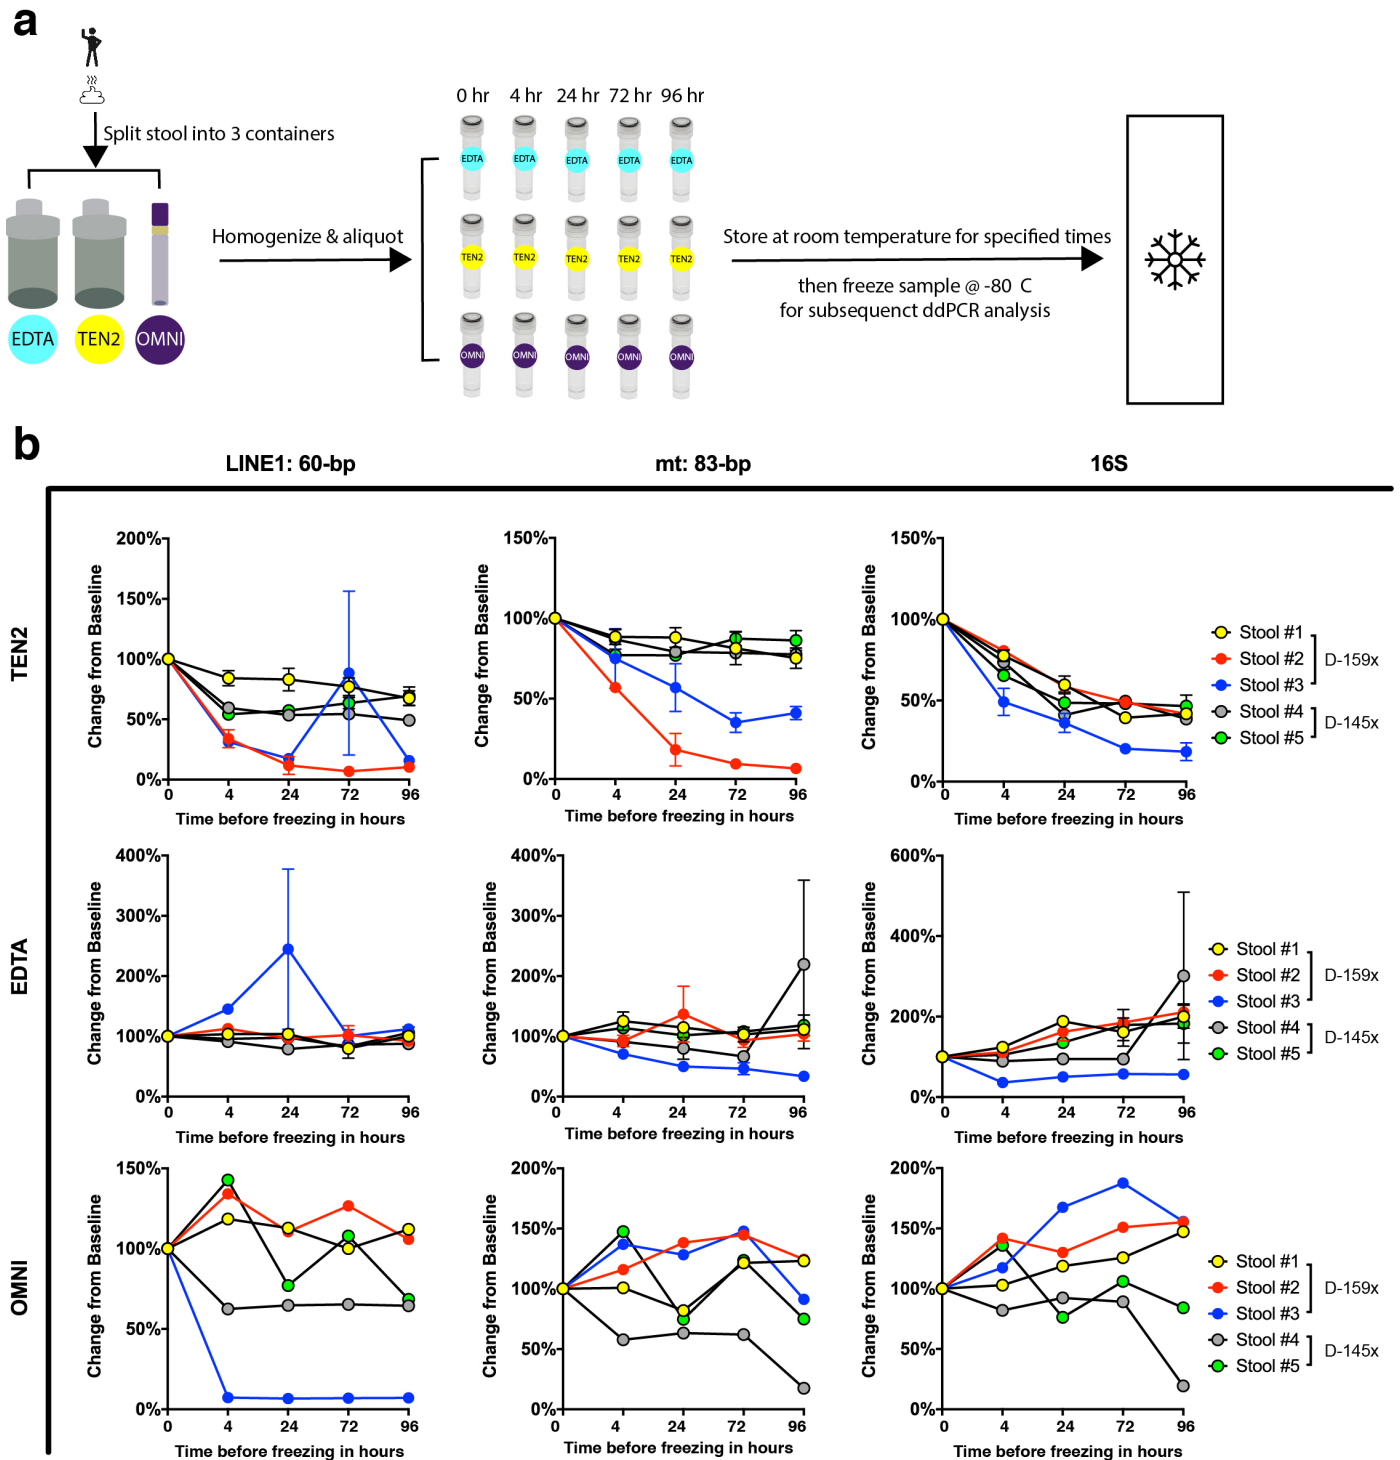 a
Split stool into 3 containers
EDTA TEN2 OMNI
Homogenize & aliquot
0 hr 4 hr 24 hr 72 hr 96 hr
EDTA EDTA EDTA EDTA EDTA
TEN2 TEN2 TEN2 TEN2 TEN2
OMNI OMNI OMNI OMNI OMNI
Store at room temperature for specified times
then freeze sample @ -80 C
for subsequenct ddPCR analysis
b
LINE1: 60-bp mt: 83-bp 16S
TEN2
Change from Baseline
200%
150%
100%
50%
0%
0 4 24 72 96
Time before freezing in hours
Change from Baseline
150%
100%
50%
0%
0 4 24 72 96
Time before freezing in hours
Change from Baseline
150%
100%
50%
0%
0 4 24 72 96
Time before freezing in hours
Stool #1
Stool #2
Stool #3
Stool #4
Stool #5
D-159x
D-145x
EDTA
Change from Baseline
400%
300%
200%
100%
0%
0 4 24 72 96
Time before freezing in hours
Change from Baseline
400%
300%
200%
100%
0%
0 4 24 72 96
Time before freezing in hours
Change from Baseline
600%
400%
200%
0%
0 4 24 72 96
Time before freezing in hours
Stool #1
Stool #2
Stool #3
Stool #4
Stool #5
D-159x
D-145x
OMNI
Change from Baseline
150%
100%
50%
0%
0 4 24 72 96
Time before freezing in hours
Change from Baseline
200%
150%
100%
50%
0%
0 4 24 72 96
Time before freezing in hours
Change from Baseline
200%
150%
100%
50%
0%
0 4 24 72 96
Time before freezing in hours
Stool #1
Stool #2
Stool #3
Stool #4
Stool #5
D-159x
D-145x